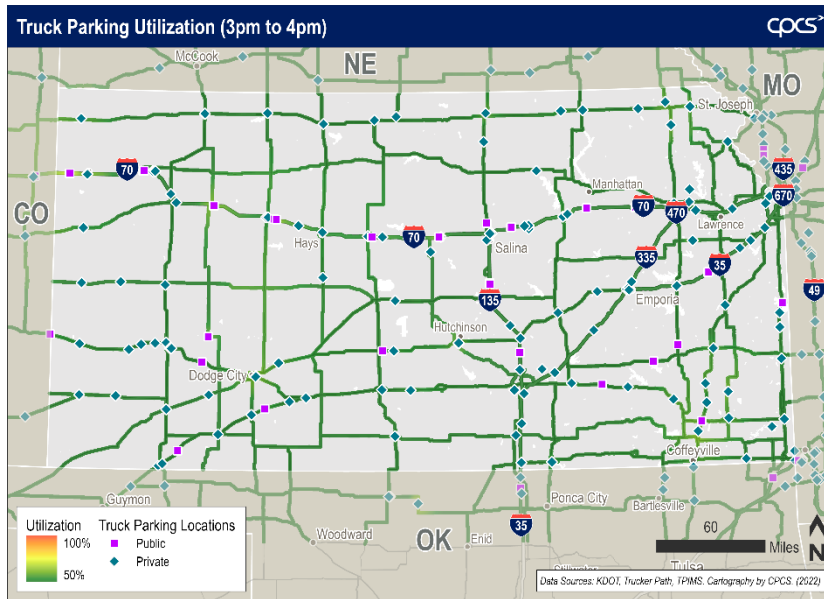 Truck Parking Utilization (3pm to 4pm)
cpcs
McCook
NE
MO
St. Joseph
70
435
Manhattan
670
CO
70
470
Lawrence
Hays
70
Salina
335
35
135
Emporia
49
Hutchinson
Dodge City
Coffeyville
Guymon
Ponca City
Bartlesville
Woodward
OK
Enid
35
Stillwater
Tulsa
60
Miles
N
Utilization
100%
50%
Truck Parking Locations
Public
Private
Data Sources: KDOT, Trucker Path, TPIMS. Cartography by CPCS. (2022)